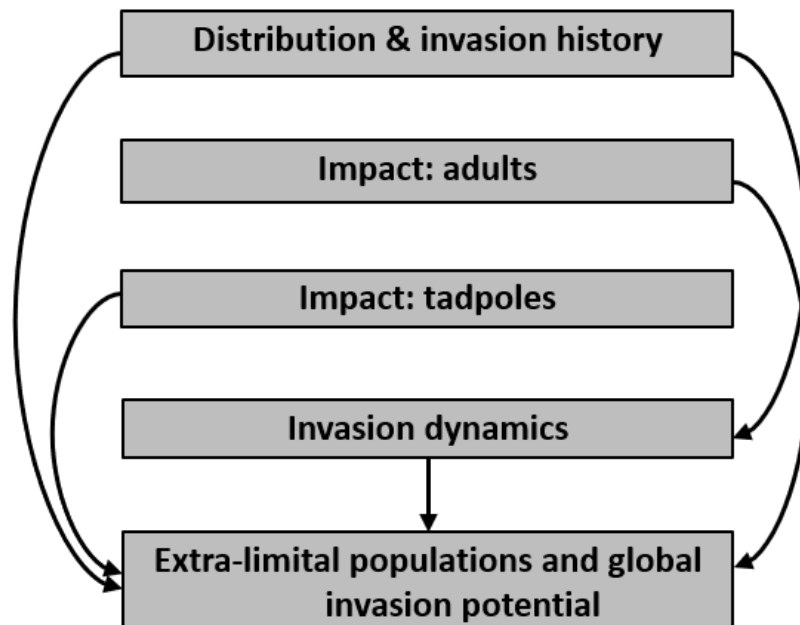 Distribution & invasion history
Impact: adults
Impact: tadpoles
Invasion dynamics
Extra-limital populations and global
invasion potential